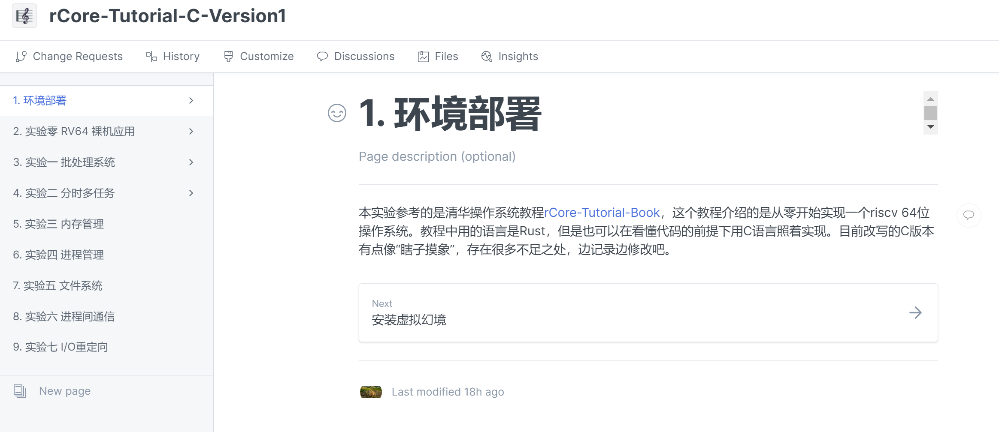 rCore-Tutorial-C-Version1
Change Requests
History
Customize
Discussions
Files
Insights
1. 环境部署
2. 实验零 RV64 裸机应用
3. 实验一 批处理系统
4. 实验二 分时多任务
5. 实验三 内存管理
6. 实验四 进程管理
7. 实验五 文件系统
8. 实验六 进程间通信
9. 实验七 I/O重定向
New page
1. 环境部署
Page description (optional)
本实验参考的是清华操作系统教程rCore-Tutorial-Book，这个教程介绍的是从零开始实现一个riscv 64位
操作系统。教程中用的语言是Rust，但是也可以在看懂代码的前提下用C语言照着实现。目前改写的C版本
有点像“瞎子摸象”，存在很多不足之处，边记录边修改吧。
Next
安装虚拟幻境
Last modified 18h ago